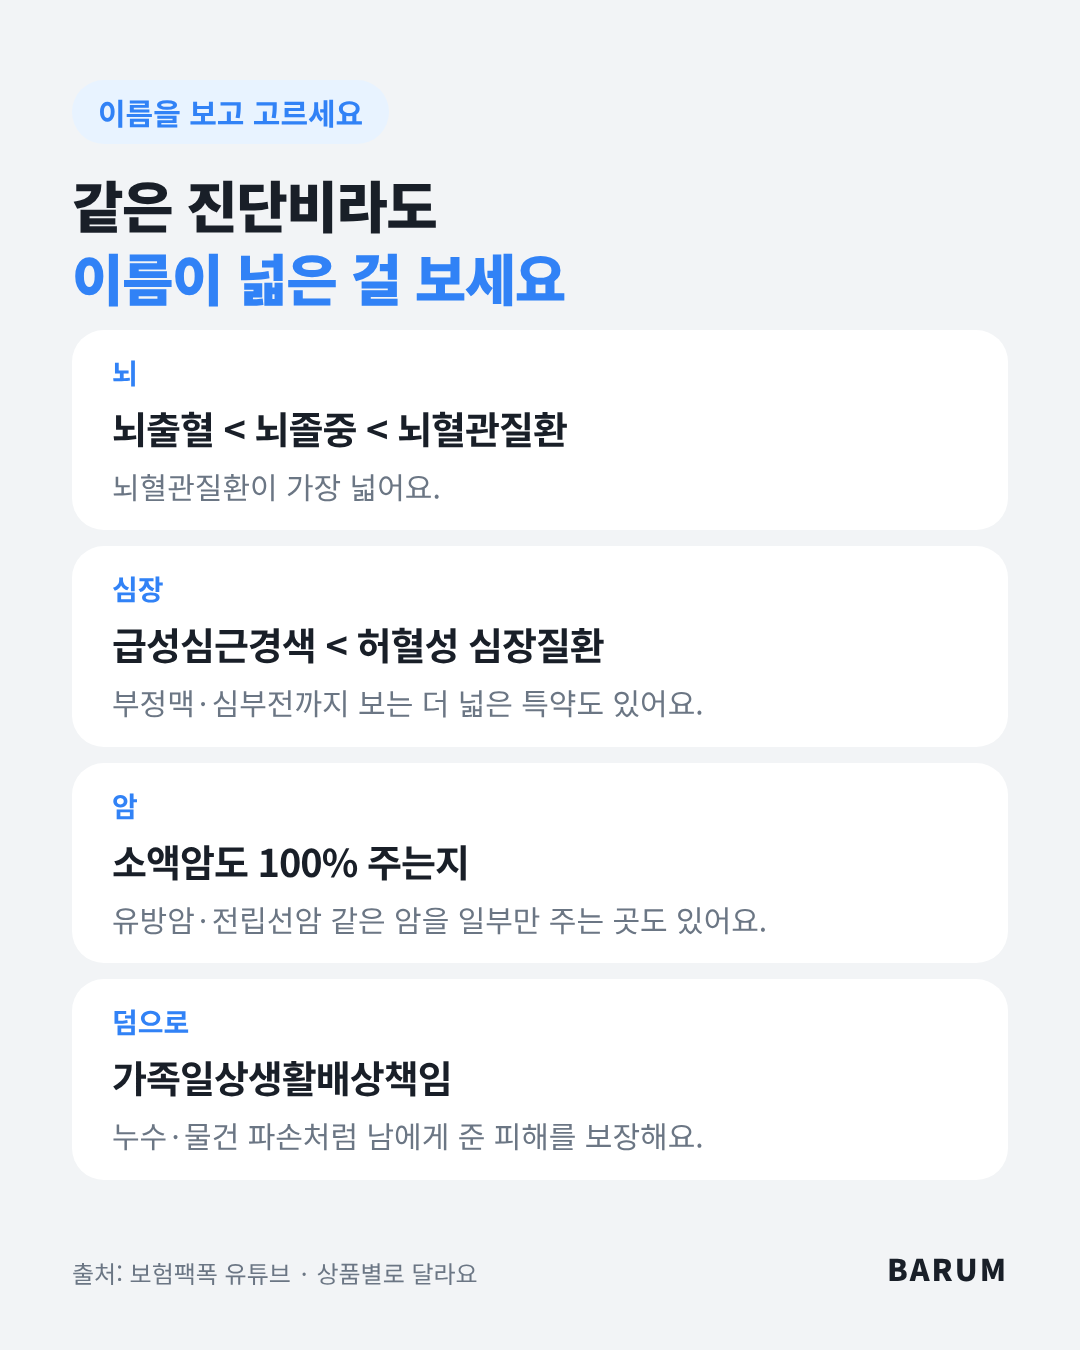 이름을 보고 고르세요
같은 진단비라도
이름이 넓은 걸 보세요
뇌
뇌출혈 < 뇌졸중 < 뇌혈관질환
뇌혈관질환이 가장 넓어요.
심장
급성심근경색 < 허혈성 심장질환
부정맥·심부전까지 보는 더 넓은 특약도 있어요.
암
소액암도 100% 주는지
유방암·전립선암 같은 암을 일부만 주는 곳도 있어요.
덤으로
가족일상생활배상책임
누수·물건 파손처럼 남에게 준 피해를 보장해요.
출처: 보험팩폭 유튜브 · 상품별로 달라요
BARUM